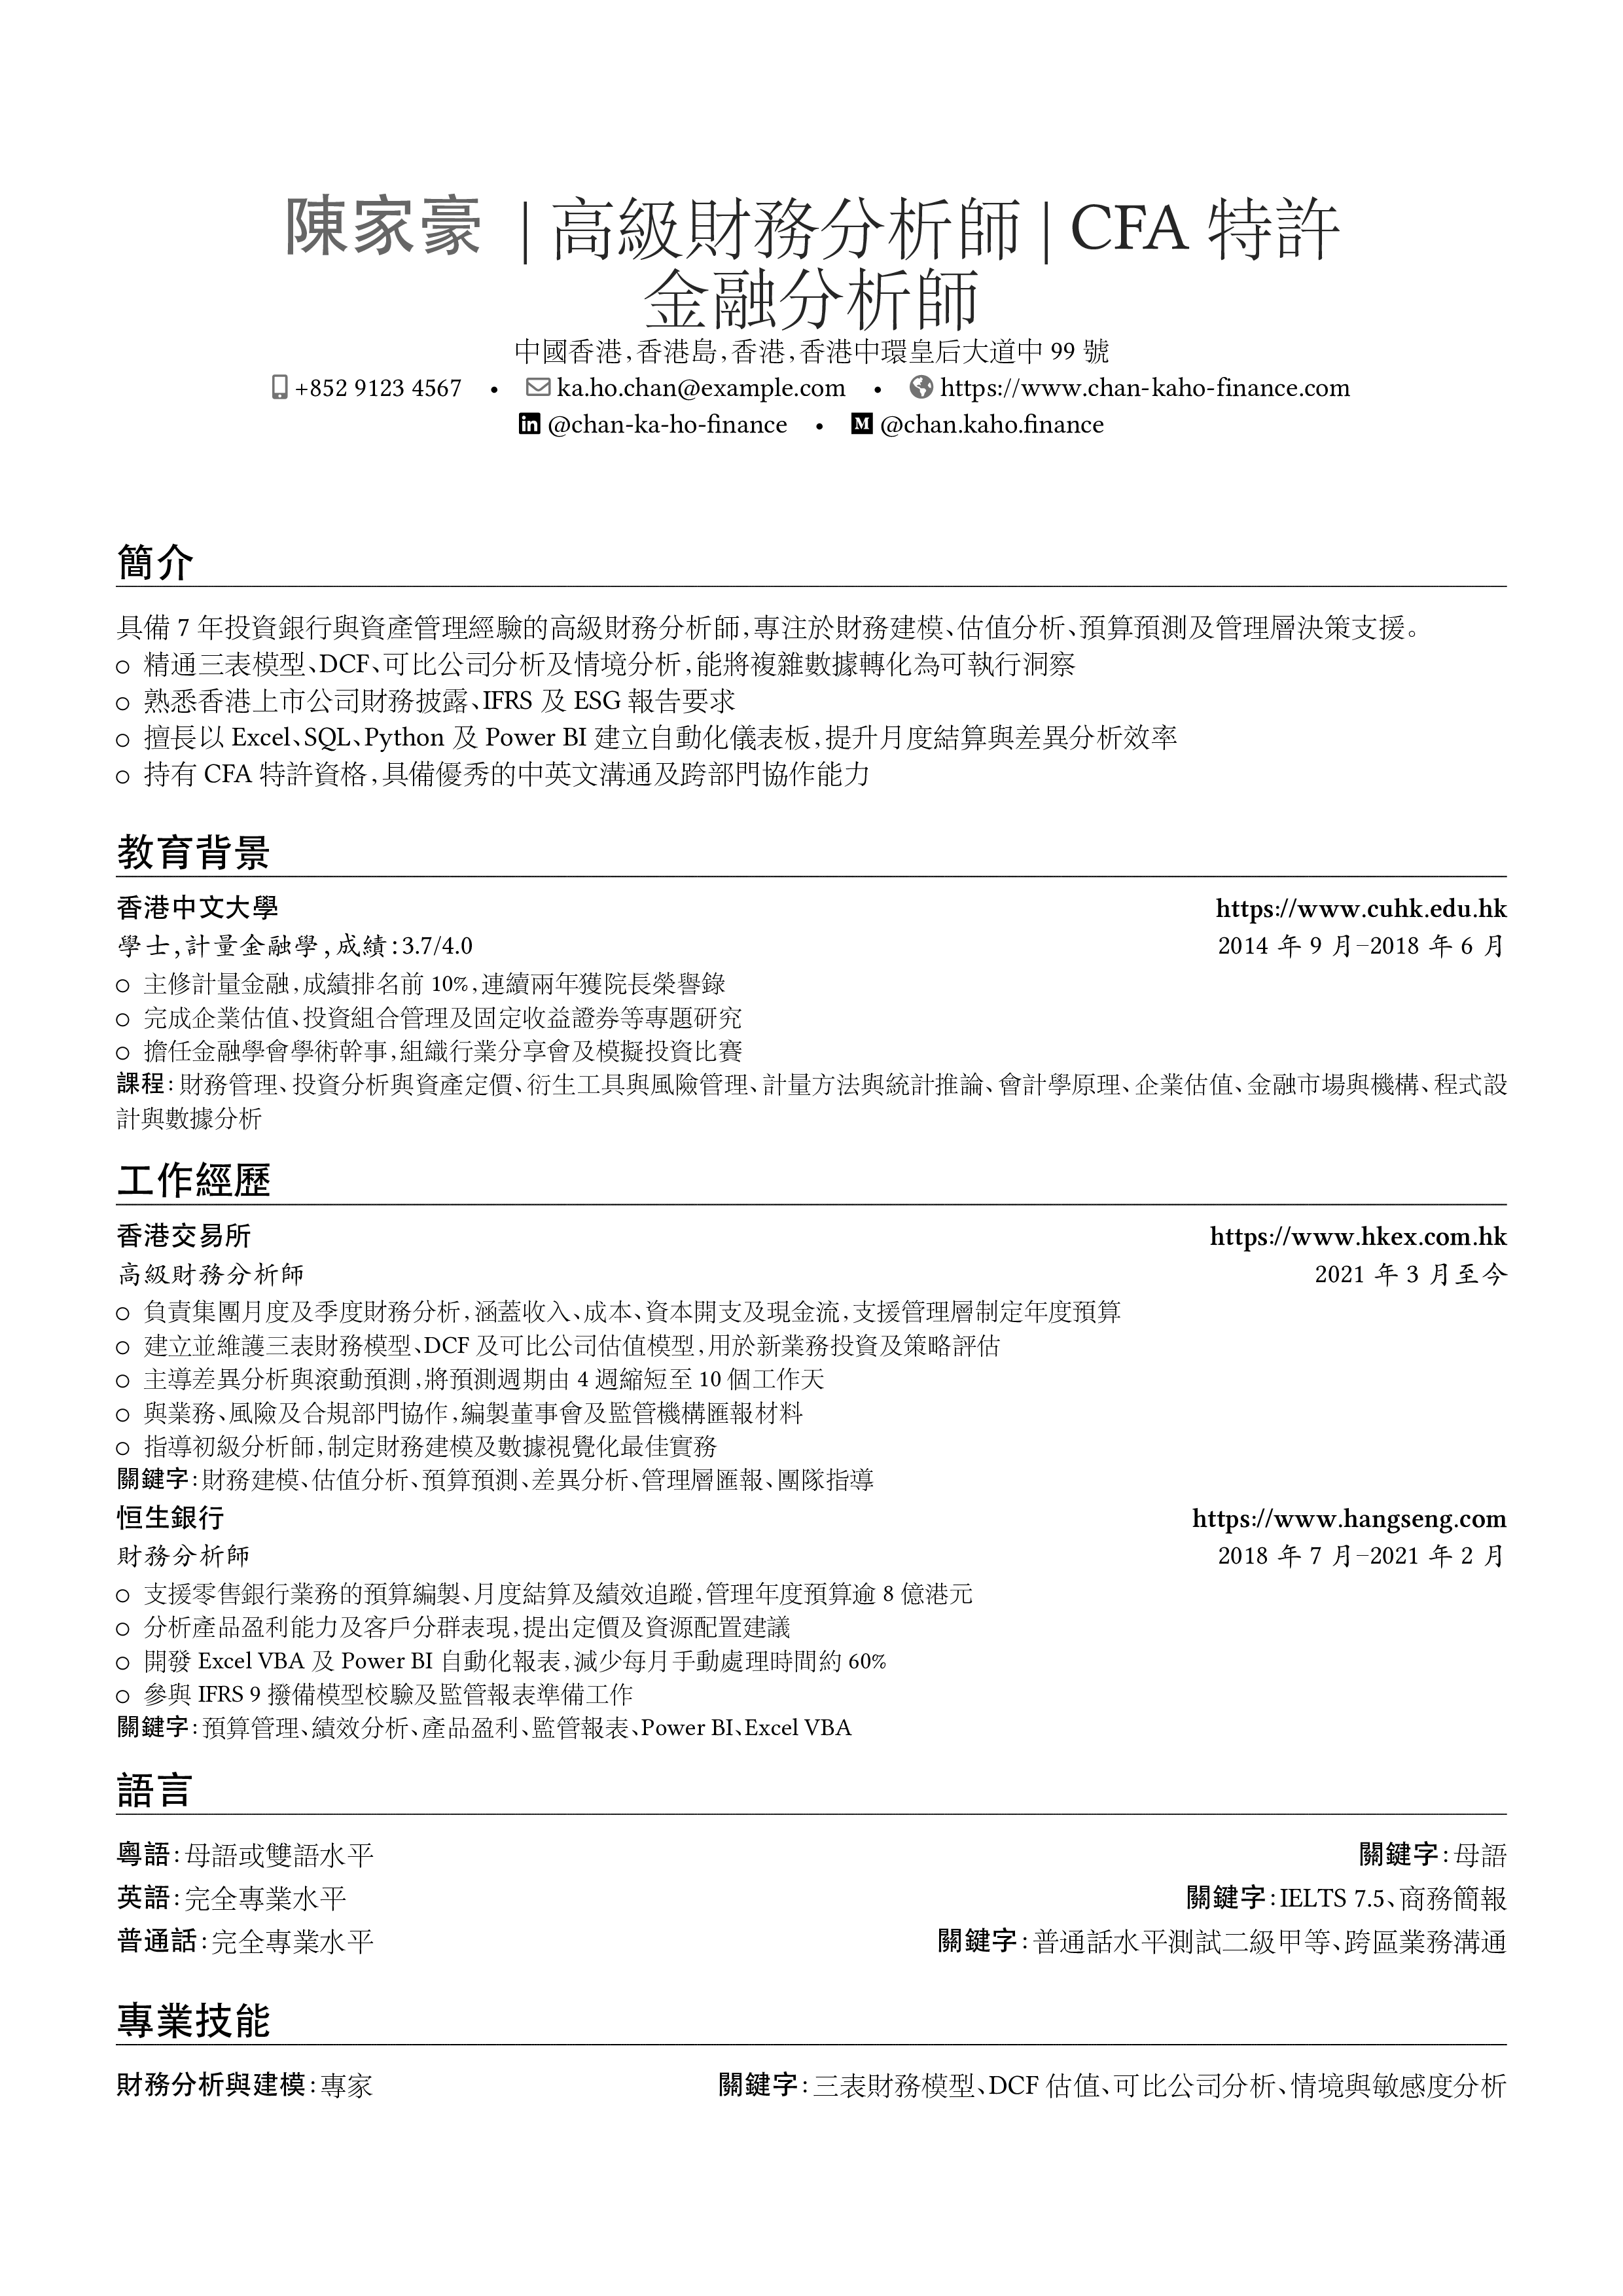 陳家豪 | 高級財務分析師 | CFA 特許
金融分析師
中國香港,香港島,香港,香港中環皇后大道中 99 號
+852 9123 4567 • ka.ho.chan@example.com • https://www.chan-kaho-finance.com
@chan-ka-ho-finance • @chan.kaho.finance
簡介
具備 7 年投資銀行與資產管理經驗的高級財務分析師,專注於財務建模、估值分析、預算預測及管理層決策支援。
○ 精通三表模型、DCF、可比公司分析及情境分析,能將複雜數據轉化為可執行洞察
○ 熟悉香港上市公司財務披露、IFRS 及 ESG 報告要求
○ 擅長以 Excel、SQL、Python 及 Power BI 建立自動化儀表板,提升月度結算與差異分析效率
○ 持有 CFA 特許資格,具備優秀的中英文溝通及跨部門協作能力
教育背景
香港中文大學 https://www.cuhk.edu.hk
學士,計量金融學,成績:3.7/4.0 2014 年 9 月–2018 年 6 月
○ 主修計量金融,成績排名前 10%,連續兩年獲院長榮譽錄
○ 完成企業估值、投資組合管理及固定收益證券等專題研究
○ 擔任金融學會學術幹事,組織行業分享會及模擬投資比賽
課程:財務管理、投資分析與資產定價、衍生工具與風險管理、計量方法與統計推論、會計學原理、企業估值、金融市場與機構、程式設
計與數據分析
工作經歷
香港交易所 https://www.hkex.com.hk
高級財務分析師 2021 年 3 月至今
○ 負責集團月度及季度財務分析,涵蓋收入、成本、資本開支及現金流,支援管理層制定年度預算
○ 建立並維護三表財務模型、DCF 及可比公司估值模型,用於新業務投資及策略評估
○ 主導差異分析與滾動預測,將預測週期由 4 週縮短至 10 個工作天
○ 與業務、風險及合規部門協作,編製董事會及監管機構匯報材料
○ 指導初級分析師,制定財務建模及數據視覺化最佳實務
關鍵字:財務建模、估值分析、預算預測、差異分析、管理層匯報、團隊指導
恒生銀行 https://www.hangseng.com
財務分析師 2018 年 7 月–2021 年 2 月
○ 支援零售銀行業務的預算編製、月度結算及績效追蹤,管理年度預算逾 8 億港元
○ 分析產品盈利能力及客戶分群表現,提出定價及資源配置建議
○ 開發 Excel VBA 及 Power BI 自動化報表,減少每月手動處理時間約 60%
○ 參與 IFRS 9 撥備模型校驗及監管報表準備工作
關鍵字:預算管理、績效分析、產品盈利、監管報表、Power BI、Excel VBA
語言
粵語:母語或雙語水平 關鍵字:母語
英語:完全專業水平 關鍵字:IELTS 7.5、商務簡報
普通話:完全專業水平 關鍵字:普通話水平測試二級甲等、跨區業務溝通
專業技能
財務分析與建模:專家 關鍵字:三表財務模型、DCF 估值、可比公司分析、情境與敏感度分析